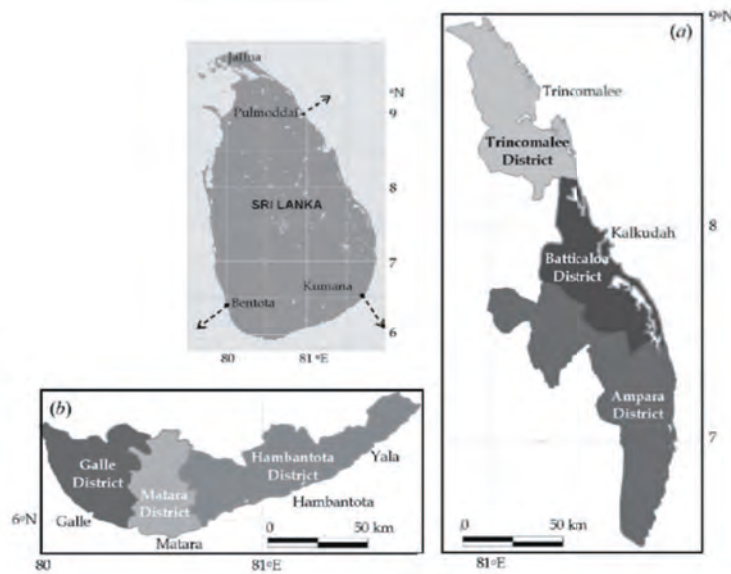 Jaffna
°N
Pulmoddai
9
SRI LANKA
8
7
Kumana
Bentota
6
80
81 °E
(a)
9°N
Trincomalee
Trincomalee
District
8
Kalkudah
Batticaloa
District
Ampara
District
7
0 50 km
81°E
(b)
80
Galle
District
Matara
District
Hambantota
District
Yala
Hambantota
6°N
Galle
Matara
0 50 km
80
81°E